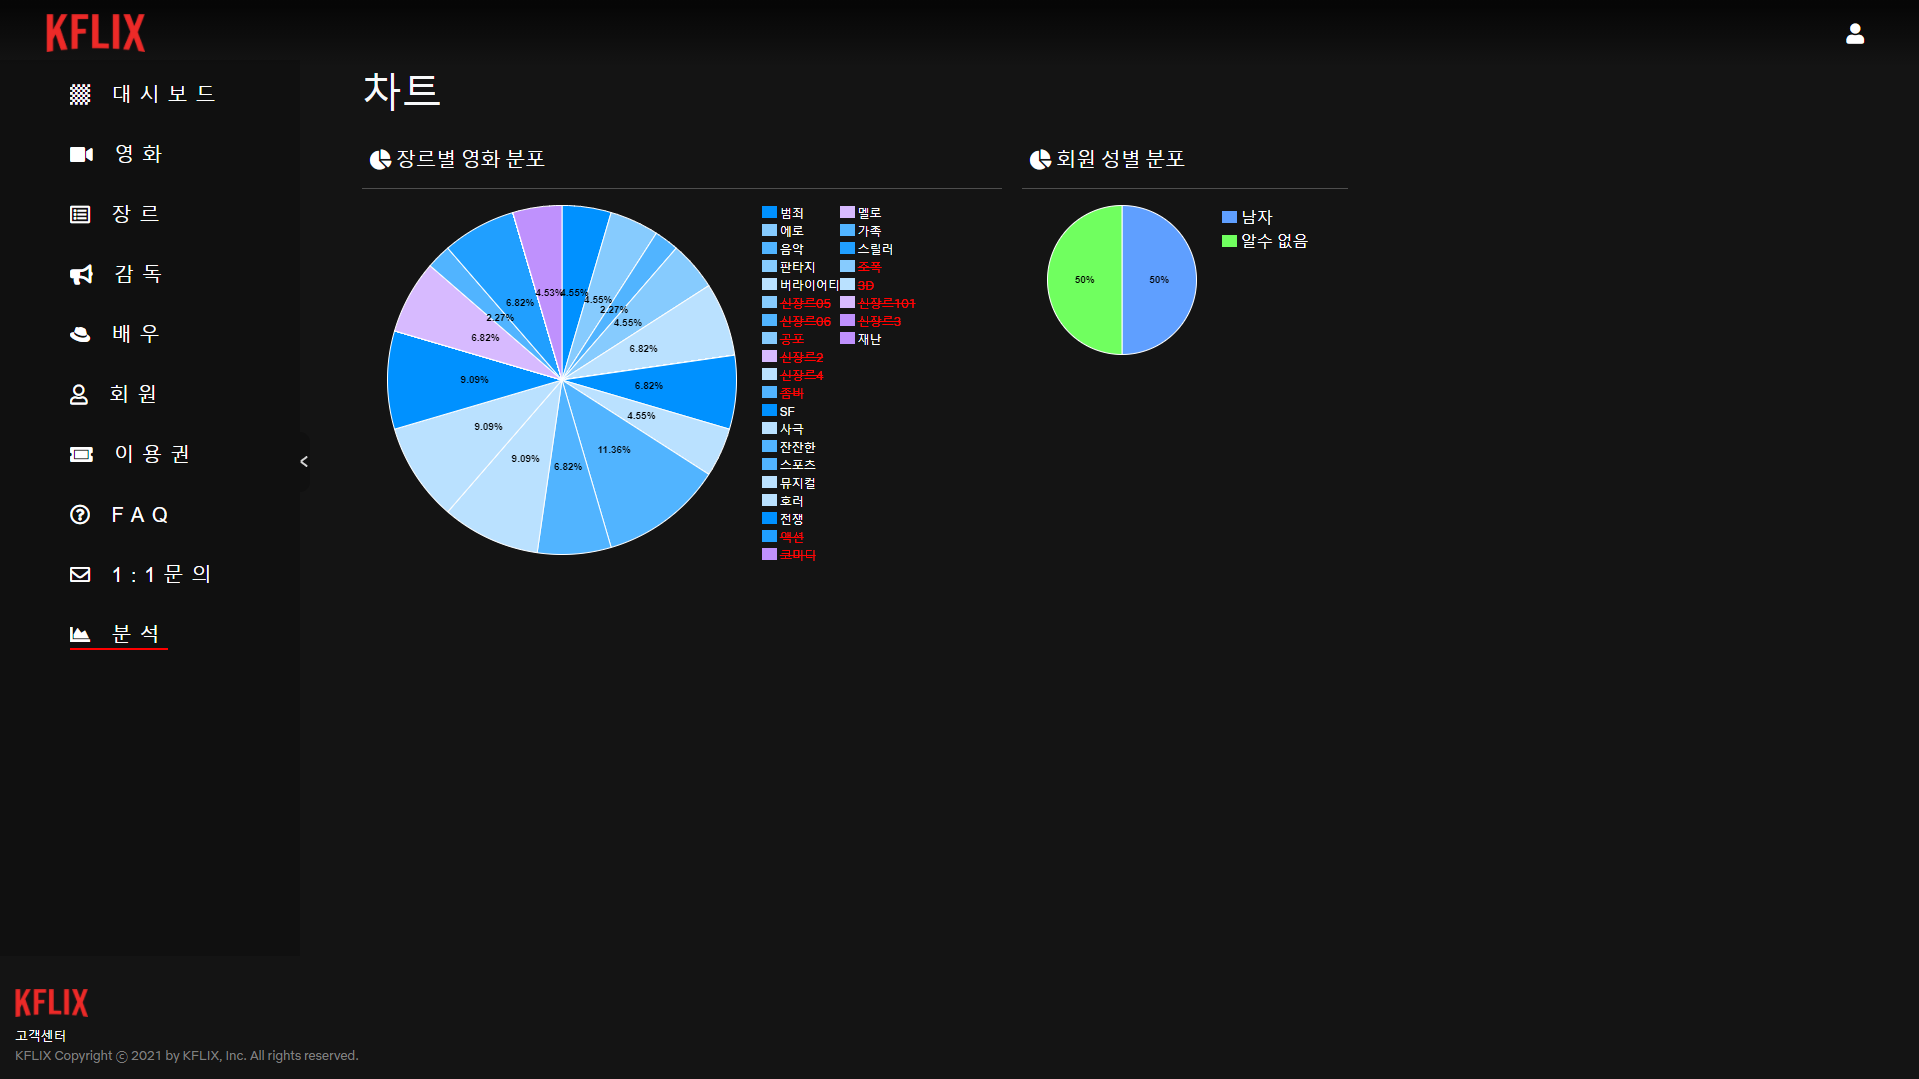 KFLIX
대시보드
영화
장르
감독
배우
회원
이용권
FAQ
1:1문의
분석
차트
장르별 영화 분포
4.55%
4.55%
2.27%
4.55%
6.82%
6.82%
4.55%
11.36%
6.82%
9.09%
9.09%
9.09%
6.82%
2.27%
6.82%
4.53%
범죄
에로
음악
판타지
버라이어티
신장르05
신장르06
공포
신장르2
신장르4
좀비
SF
사극
잔잔한
스포츠
뮤지컬
호러
전쟁
액션
코미디
멜로
가족
스릴러
조폭
3D
신장르101
신장르3
재난
회원 성별 분포
50%
50%
남자
알수 없음
KFLIX
고객센터
KFLIX Copyright ⓒ 2021 by KFLIX, Inc. All rights reserved.